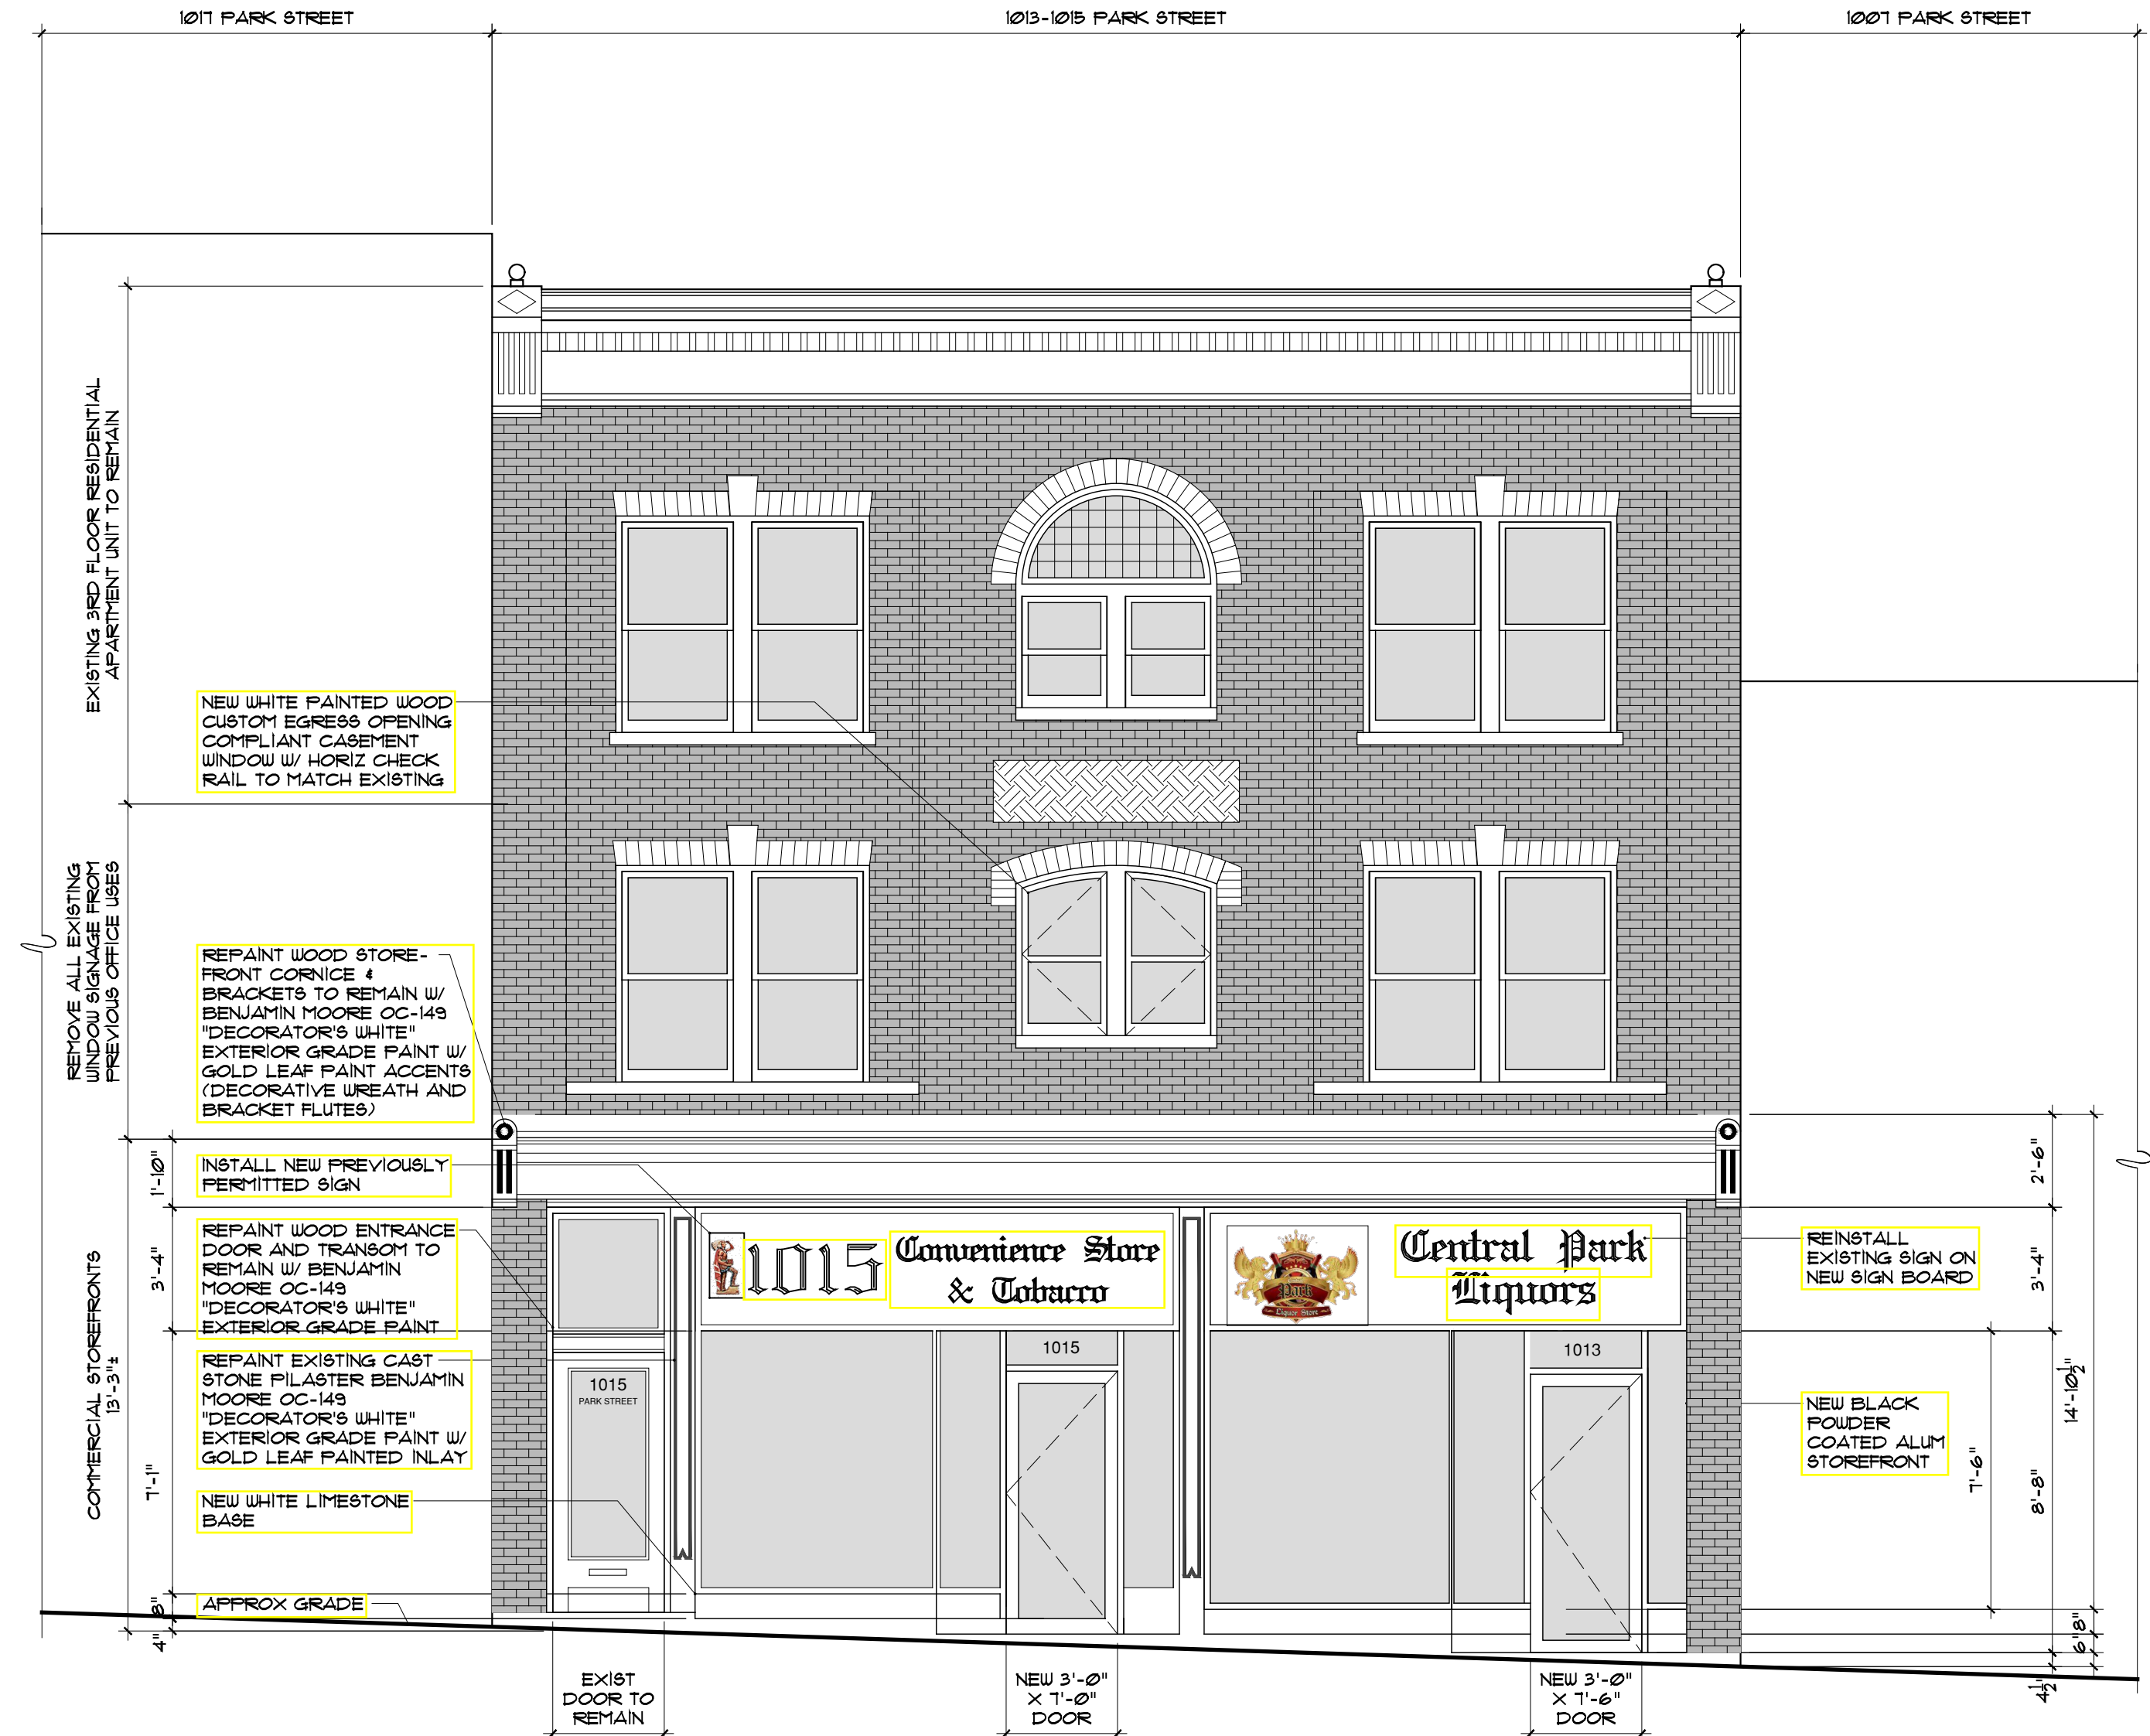 1017 PARK STREET
1013-1015 PARK STREET
1007 PARK STREET
EXISTING 3RD FLOOR RESIDENTIAL
APARTMENT UNIT TO REMAIN
NEW WHITE PAINTED WOOD
CUSTOM EGRESS OPENING
COMPLIANT CASEMENT
WINDOW W/ HORIZ CHECK
RAIL TO MATCH EXISTING
REMOVE ALL EXISTING
WINDOW SIGNAGE FROM
PREVIOUS OFFICE USES
REPAINT WOOD STORE-
FRONT CORNICE &
BRACKETS TO REMAIN W/
BENJAMIN MOORE OC-149
"DECORATOR'S WHITE"
EXTERIOR GRADE PAINT W/
GOLD LEAF PAINT ACCENTS
(DECORATIVE WREATH AND
BRACKET FLUTES)
INSTALL NEW PREVIOUSLY
PERMITTED SIGN
REPAINT WOOD ENTRANCE
DOOR AND TRANSOM TO
REMAIN W/ BENJAMIN
MOORE OC-149
"DECORATOR'S WHITE"
EXTERIOR GRADE PAINT
REPAINT EXISTING CAST
STONE PILASTER BENJAMIN
MOORE OC-149
"DECORATOR'S WHITE"
EXTERIOR GRADE PAINT W/
GOLD LEAF PAINTED INLAY
NEW WHITE LIMESTONE
BASE
APPROX GRADE
COMMERCIAL STOREFRONTS
13'-3"±
1'-10"
3'-4"
7'-1"
8"
4"
1015
Convenience Store
& Tobacco
Park
Liquor Store
Central Park
Liquors
1015
PARK STREET
1015
1013
REINSTALL
EXISTING SIGN ON
NEW SIGN BOARD
NEW BLACK
POWDER
COATED ALUM
STOREFRONT
2'-6"
3'-4"
14'-10½"
7'-6"
8'-8"
8"
6"
4½"
EXIST
DOOR TO
REMAIN
NEW 3'-0"
X 7'-0"
DOOR
NEW 3'-0"
X 7'-6"
DOOR